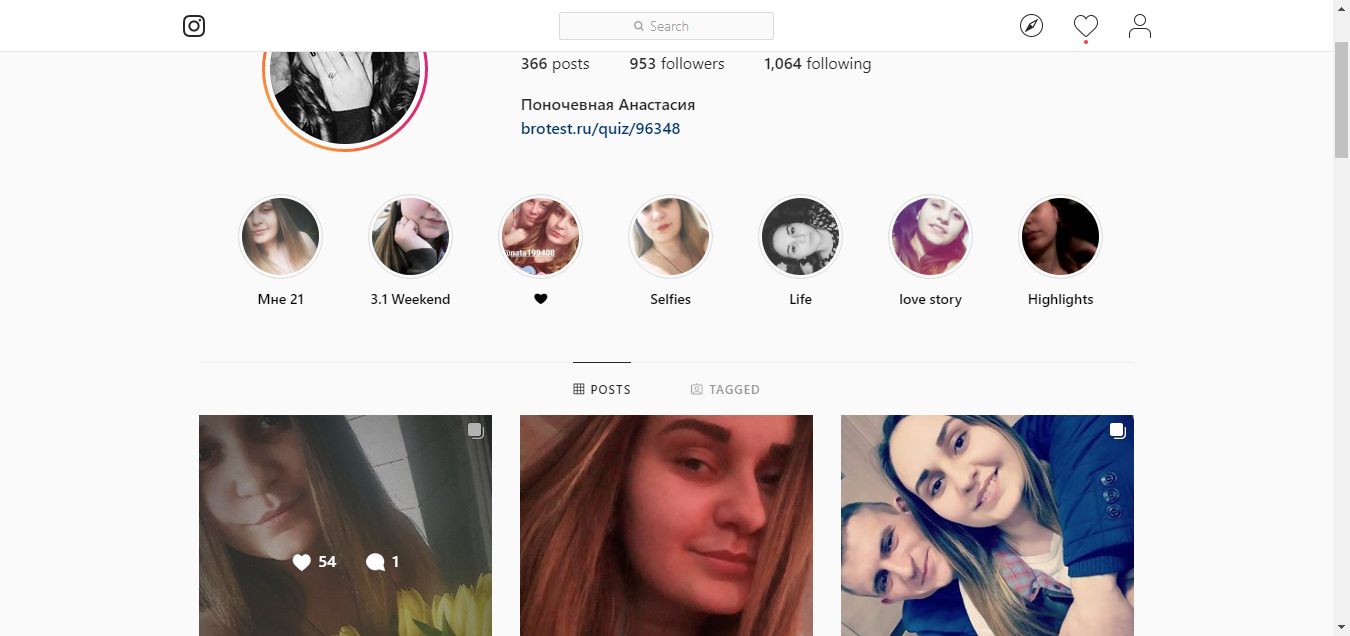 Search
366 posts 953 followers 1,064 following
Поночевная Анастасия
brotest.ru/quiz/96348
@nata199408
Мне 21 3.1 Weekend Selfies Life love story Highlights
POSTS TAGGED
54 1